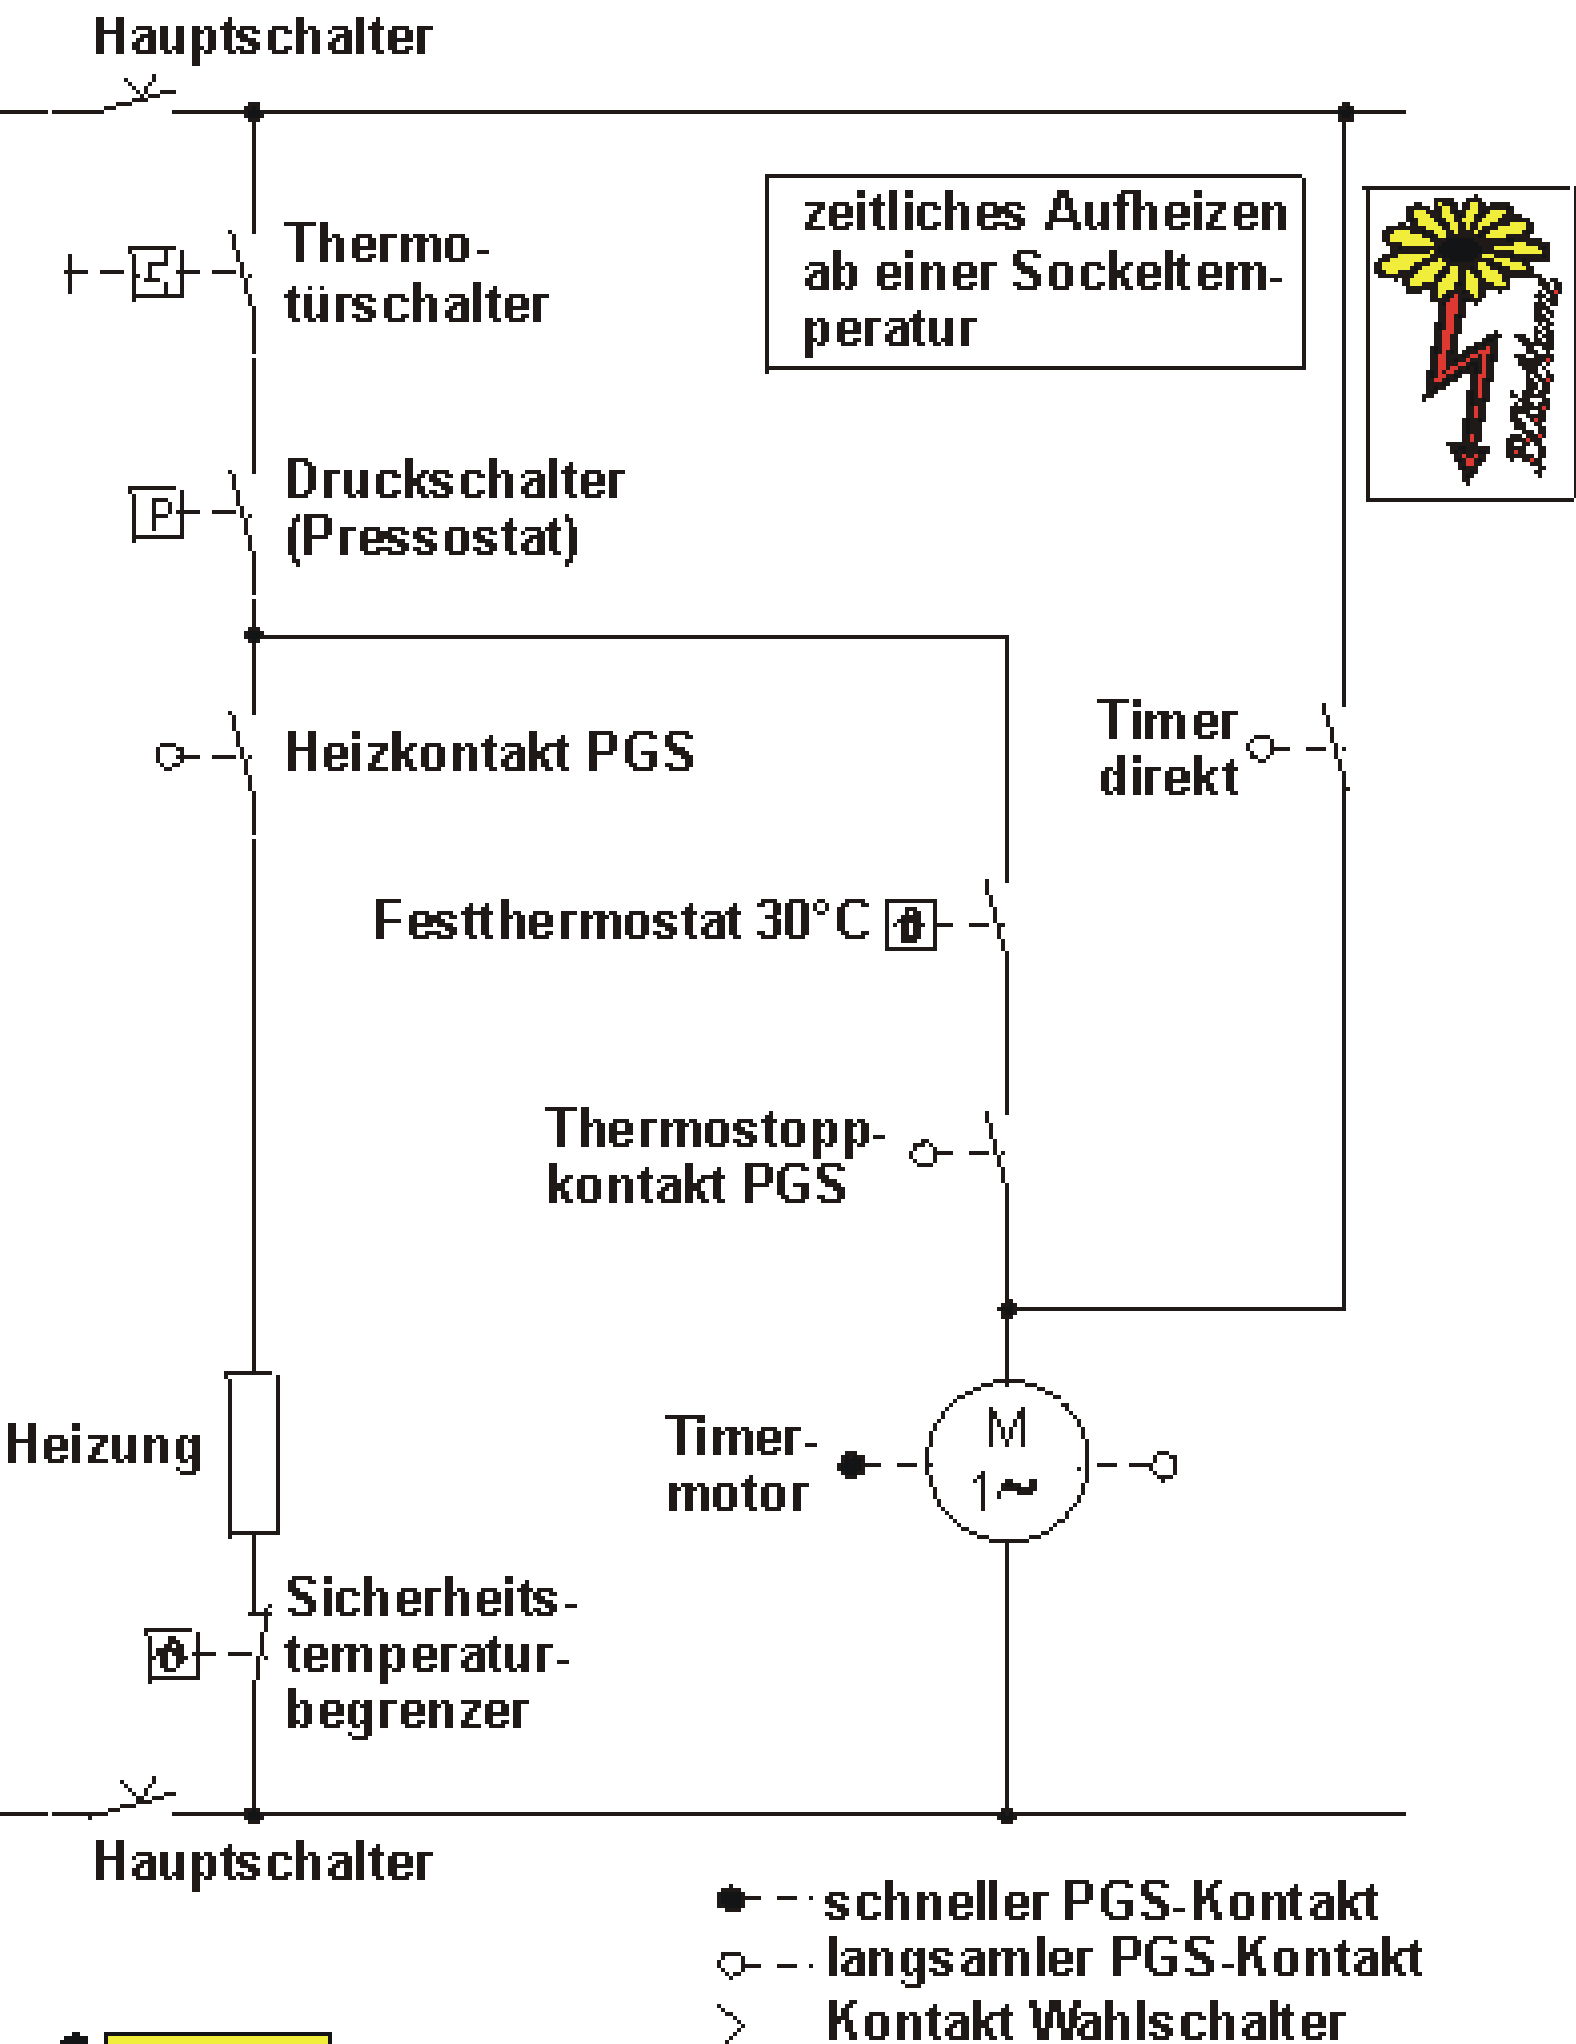 Hauptschalter
zeitliches Aufheizen
ab einer Sockeltem-
peratur
Thermo-
türschalter
P
Druckschalter
(Pressostat)
Heizkontakt PGS
Timer
direkt
Festthermostat 30°C
Thermostopp-
kontakt PGS
Heizung
Timer-
motor
M
1~
Sicherheits-
temperatur-
begrenzer
Hauptschalter
schneller PGS-Kontakt
langsamler PGS-Kontakt
Kontakt Wahlschalter